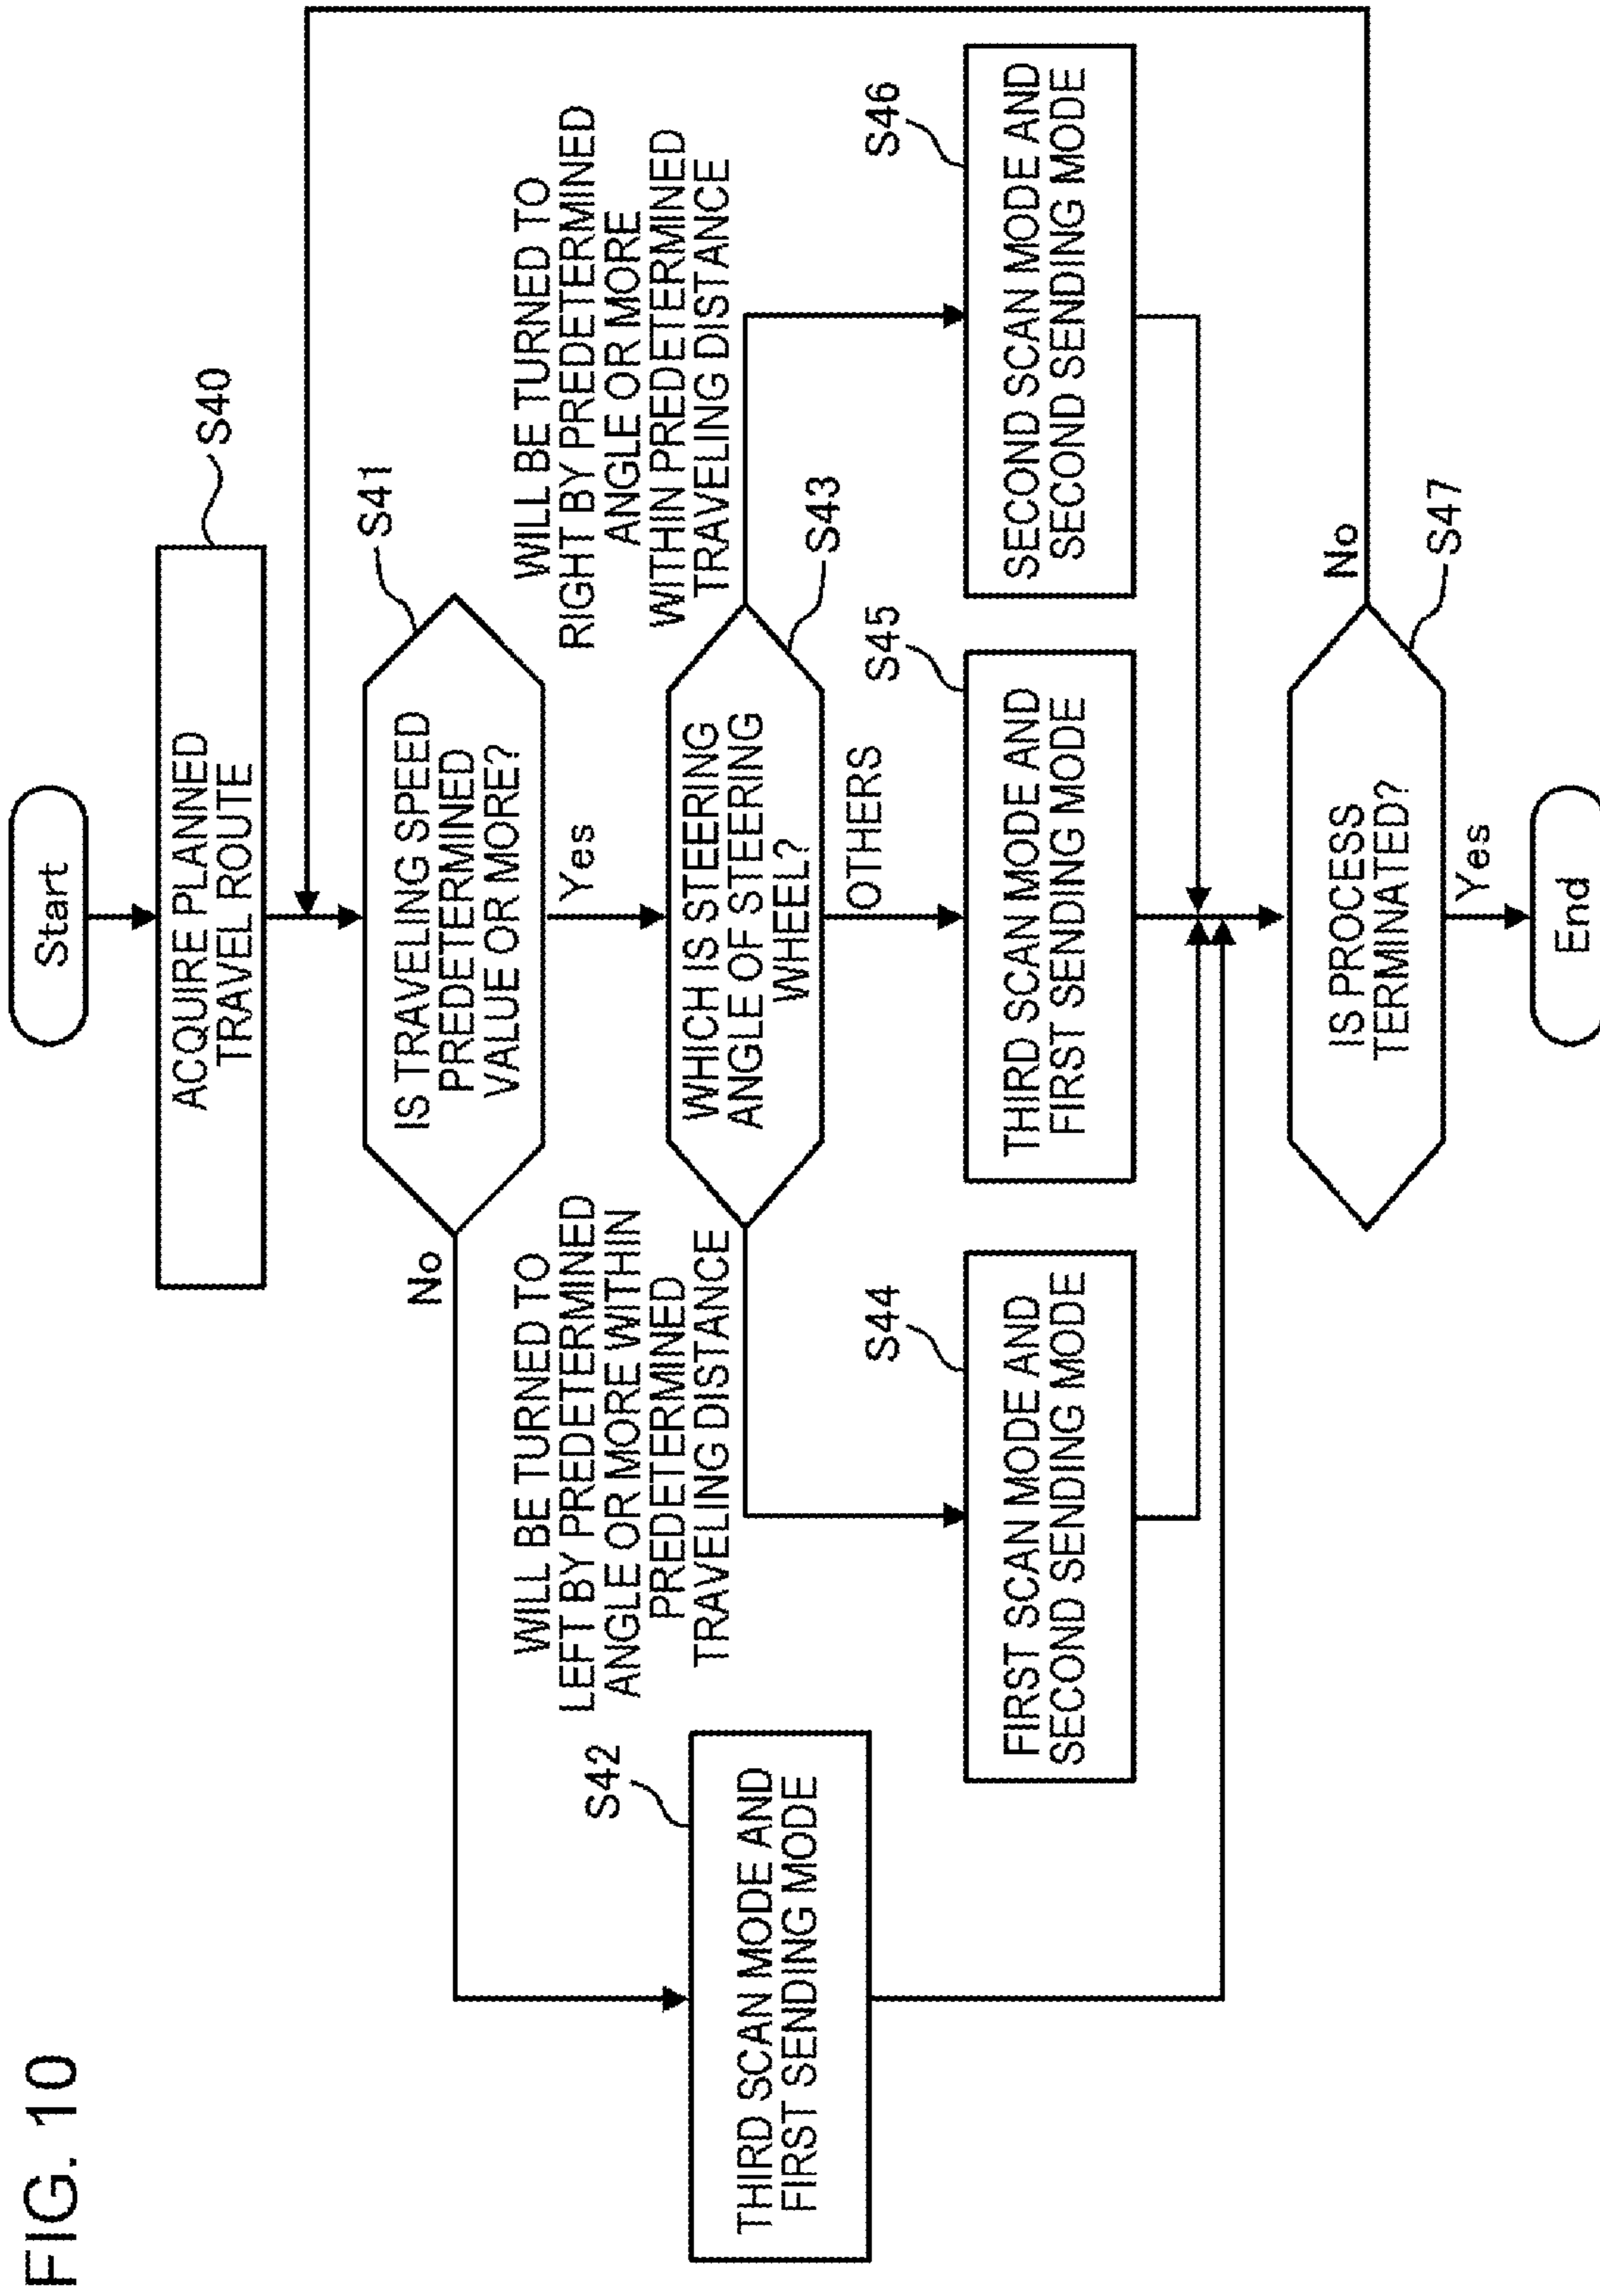 FIG. 10
Start
ACQUIRE PLANNED
TRAVEL ROUTE
S40
IS TRAVELING SPEED
PREDETERMINED
VALUE OR MORE?
S41
No
Yes
THIRD SCAN MODE AND
FIRST SENDING MODE
S42
WHICH IS STEERING
ANGLE OF STEERING
WHEEL?
S43
WILL BE TURNED TO
LEFT BY PREDETERMINED
ANGLE OR MORE WITHIN
PREDETERMINED
TRAVELING DISTANCE
OTHERS
WILL BE TURNED TO
RIGHT BY PREDETERMINED
ANGLE OR MORE
WITHIN PREDETERMINED
TRAVELING DISTANCE
FIRST SCAN MODE AND
SECOND SENDING MODE
S44
THIRD SCAN MODE AND
FIRST SENDING MODE
S45
SECOND SCAN MODE AND
SECOND SENDING MODE
S46
IS PROCESS
TERMINATED?
S47
No
Yes
End